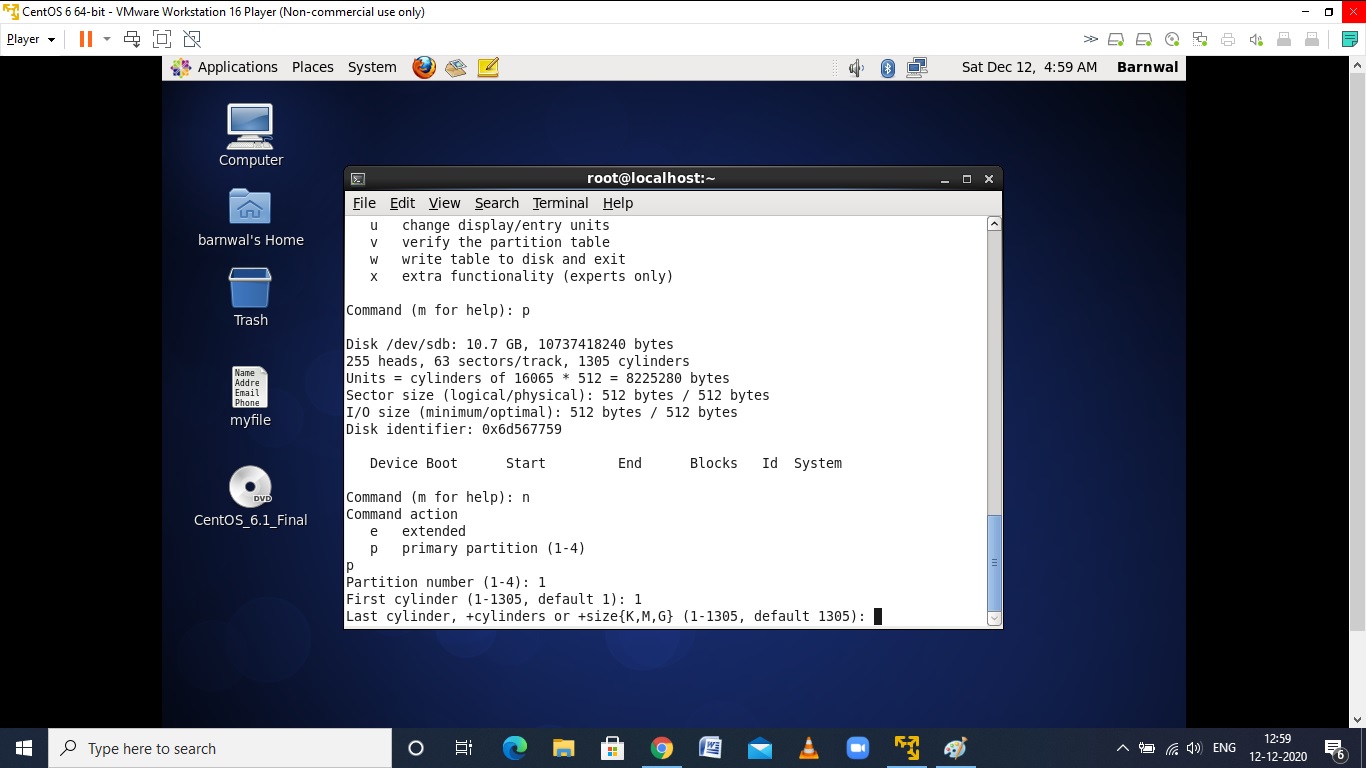 CentOS 6 64-bit - VMware Workstation 16 Player (Non-commercial use only)
Player
Applications Places System
Sat Dec 12, 4:59 AM Barnwal
Computer
barnwal's Home
Trash
Name
Addre
Email
Phone
myfile
DVD
CentOS_6.1_Final
root@localhost:~
File Edit View Search Terminal Help
u change display/entry units
v verify the partition table
w write table to disk and exit
x extra functionality (experts only)
Command (m for help): p
Disk /dev/sdb: 10.7 GB, 10737418240 bytes
255 heads, 63 sectors/track, 1305 cylinders
Units = cylinders of 16065 * 512 = 8225280 bytes
Sector size (logical/physical): 512 bytes / 512 bytes
I/O size (minimum/optimal): 512 bytes / 512 bytes
Disk identifier: 0x6d567759
Device Boot Start End Blocks Id System
Command (m for help): n
Command action
e extended
p primary partition (1-4)
p
Partition number (1-4): 1
First cylinder (1-1305, default 1): 1
Last cylinder, +cylinders or +size{K,M,G} (1-1305, default 1305):
Type here to search
ENG
12:59
12-12-2020
6